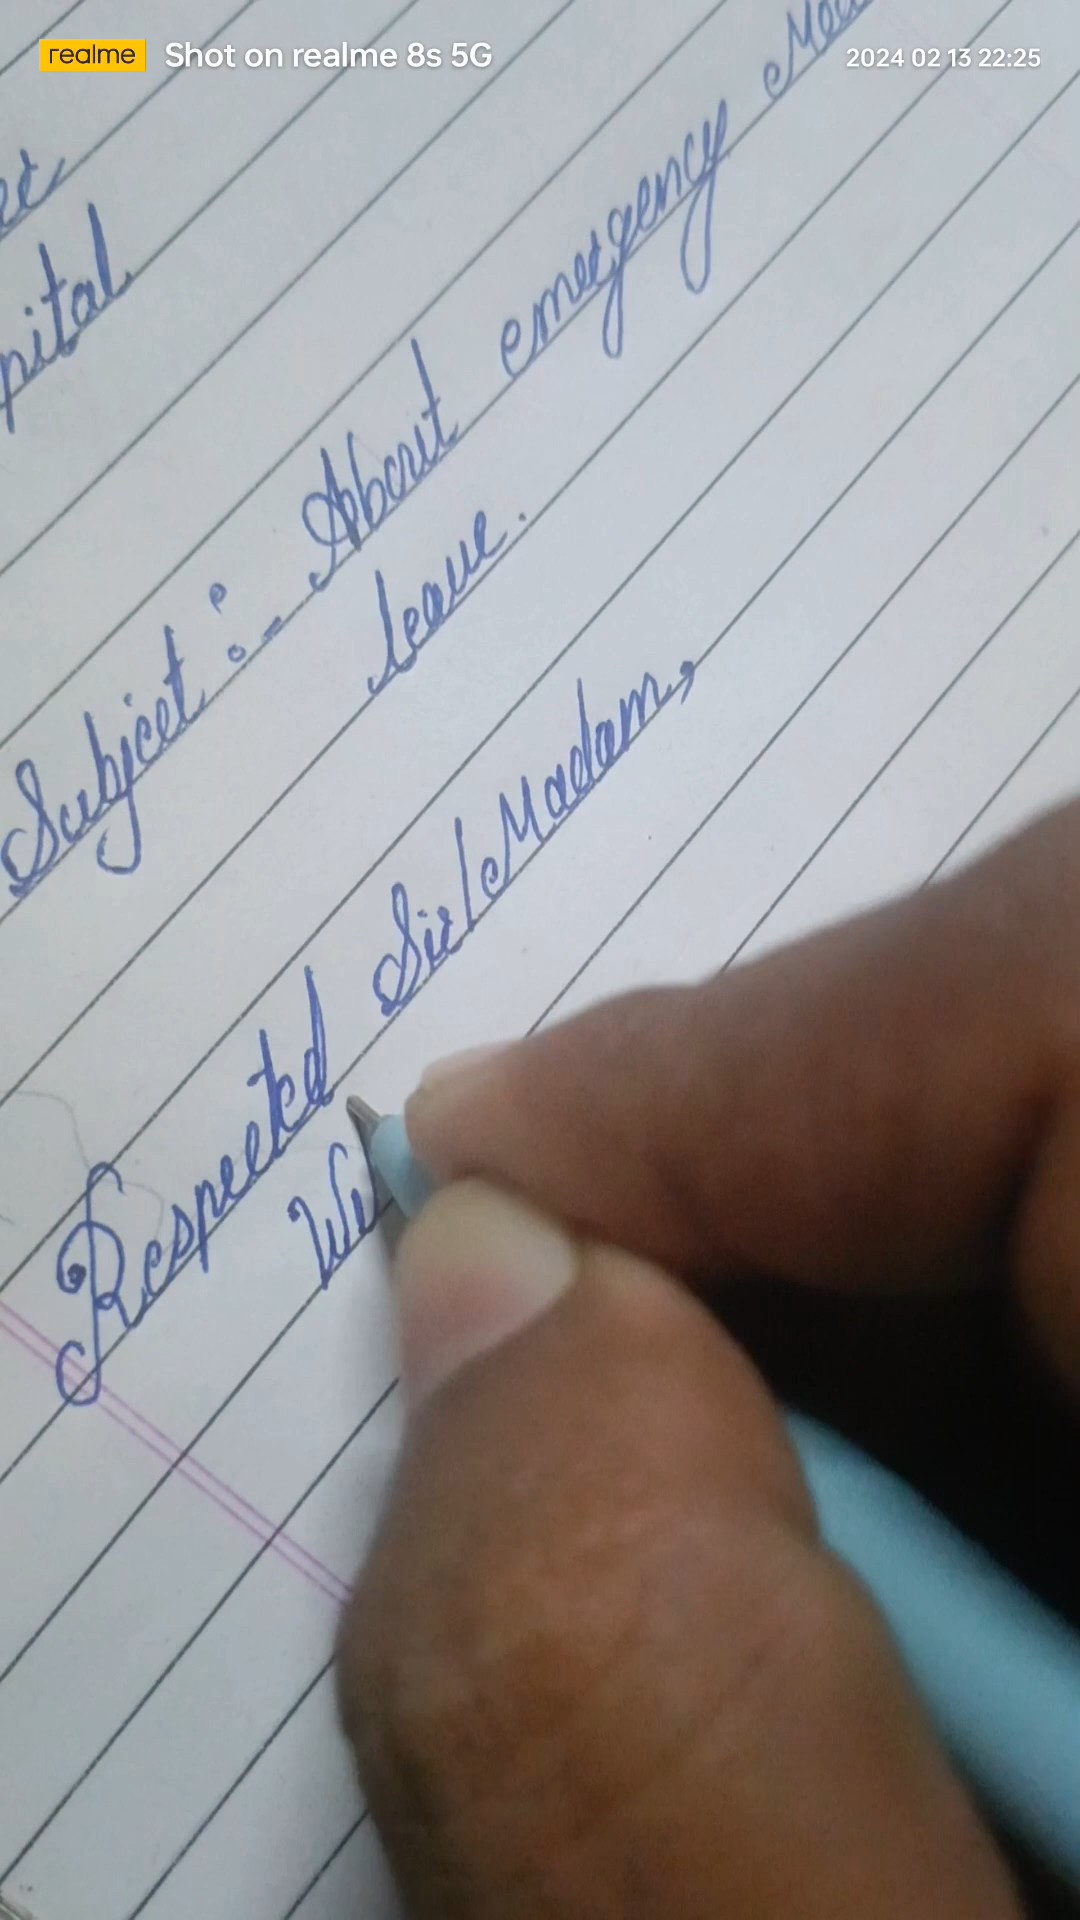 realme Shot on realme 8s 5G
2024 02 13 22:25
pital
Subject :- About emergency
leave.
Respected Sir/Madam,